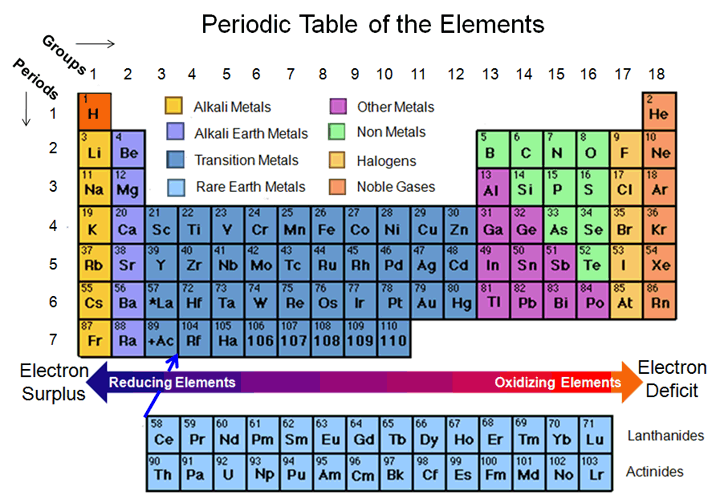 Periodic Table of the Elements
Groups
Periods
1 2 3 4 5 6 7 8 9 10 11 12 13 14 15 16 17 18
Alkali Metals
Alkali Earth Metals
Transition Metals
Rare Earth Metals
Other Metals
Non Metals
Halogens
Noble Gases
1
1 2
H He
2
3 4 5 6 7 8 9 10
Li Be B C N O F Ne
3
11 12 13 14 15 16 17 18
Na Mg Al Si P S Cl Ar
4
19 20 21 22 23 24 25 26 27 28 29 30 31 32 33 34 35 36
K Ca Sc Ti V Cr Mn Fe Co Ni Cu Zn Ga Ge As Se Br Kr
5
37 38 39 40 41 42 43 44 45 46 47 48 49 50 51 52 53 54
Rb Sr Y Zr Nb Mo Tc Ru Rh Pd Ag Cd In Sn Sb Te I Xe
6
55 56 57 72 73 74 75 76 77 78 79 80 81 82 83 84 85 86
Cs Ba *La Hf Ta W Re Os Ir Pt Au Hg Tl Pb Bi Po At Rn
7
87 88 89 104 105 106 107 108 109 110
Fr Ra +Ac Rf Ha 106 107 108 109 110
Electron
Surplus
Reducing Elements
Oxidizing Elements
Electron
Deficit
58 59 60 61 62 63 64 65 66 67 68 69 70 71
Ce Pr Nd Pm Sm Eu Gd Tb Dy Ho Er Tm Yb Lu
Lanthanides
90 91 92 93 94 95 96 97 98 99 100 101 102 103
Th Pa U Np Pu Am Cm Bk Cf Es Fm Md No Lr
Actinides